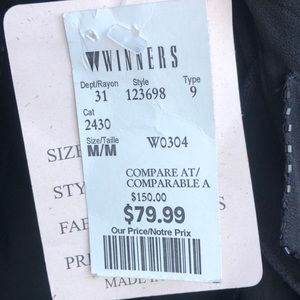 WINNERS
Dept/Rayon Style Type
31 123698 9
Cat
2430
Size/Taille
M/M W0304
COMPARE AT/
COMPARABLE A
$150.00
$79.99
Our Price/Notre Prix
SIZE
STY
FAB
PRI
MADE IN